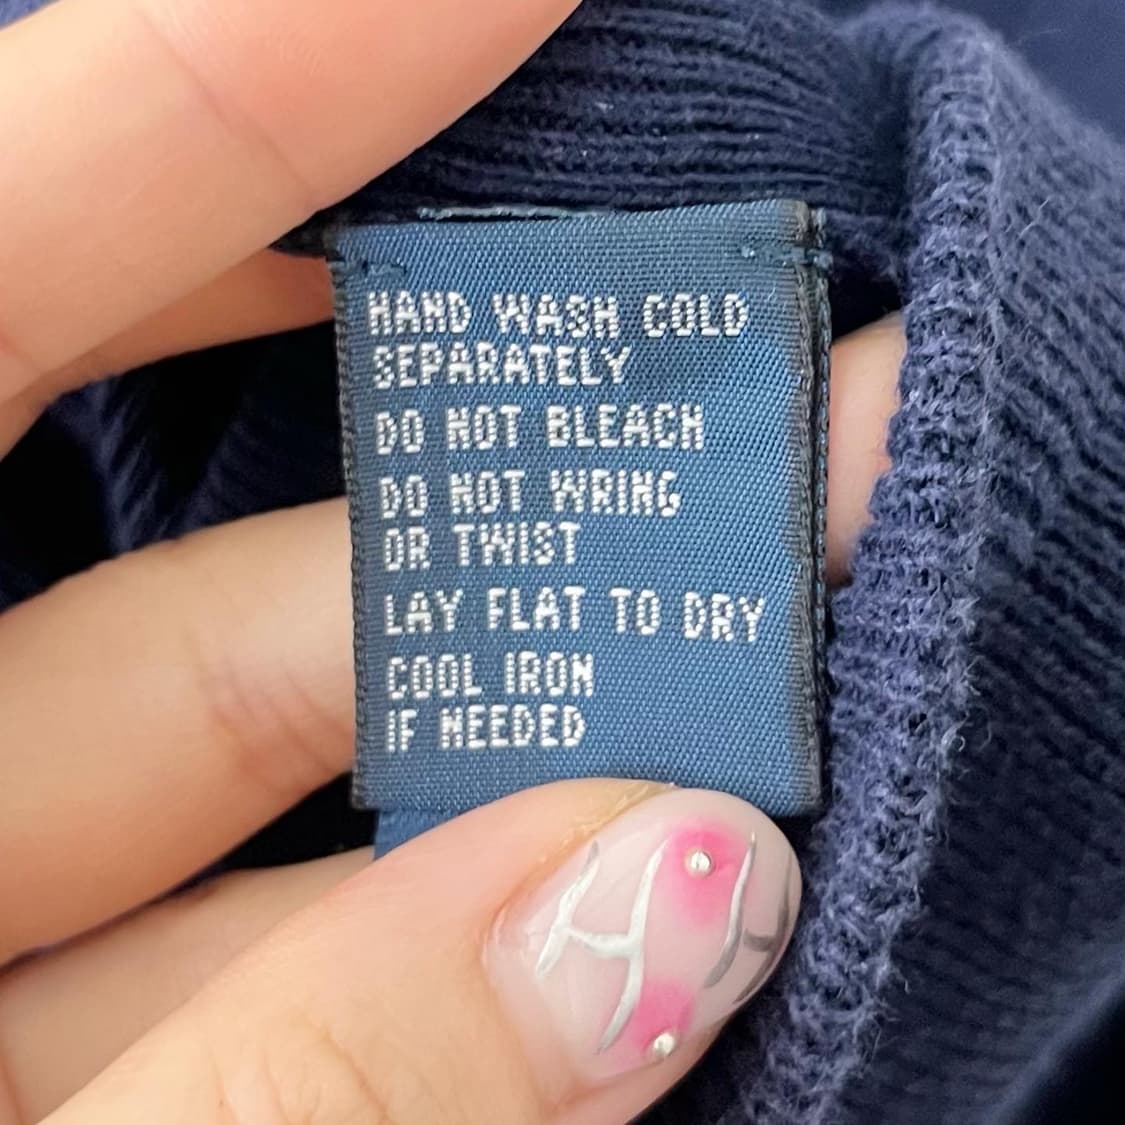 HAND WASH COLD
SEPARATELY
DO NOT BLEACH
DO NOT WRING
OR TWIST
LAY FLAT TO DRY
COOL IRON
IF NEEDED